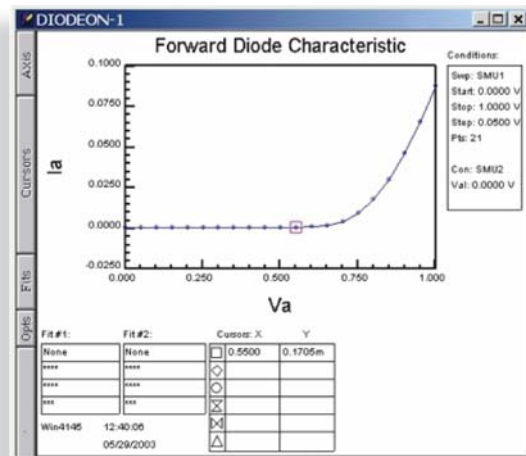 DIODEON-1
Axis
Cursors
Fits
Opts
Forward Diode Characteristic
Ia
0.1000
0.0750
0.0500
0.0250
0.0000
-0.0250
0.000 0.250 0.500 0.750 1.000
Va
Conditions:
Swp: SMU1
Start: 0.0000 V
Stop: 1.0000 V
Step: 0.0500 V
Pts: 21
Con: SMU2
Val: 0.0000 V
Fit #1: Fit #2: Cursors: X Y
None None 0.5500 0.1705m
**** ****
**** ****
*** ***
Win4145 12:40:06
05/29/2003